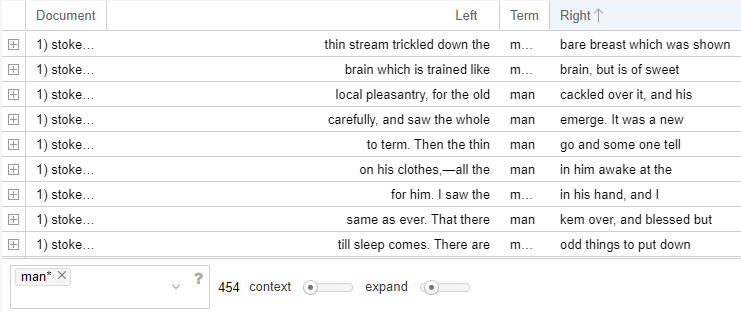 Document Left Term Right
1) stoke… thin stream trickled down the m… bare breast which was shown
1) stoke… brain which is trained like m… brain, but is of sweet
1) stoke… local pleasantry, for the old man cackled over it, and his
1) stoke… carefully, and saw the whole man emerge. It was a new
1) stoke… to term. Then the thin man go and some one tell
1) stoke… on his clothes,—all the man in him awake at the
1) stoke… for him. I saw the m… in his hand, and I
1) stoke… same as ever. That there man kem over, and blessed but
1) stoke… till sleep comes. There are m… odd things to put down
man* ? 454 context expand